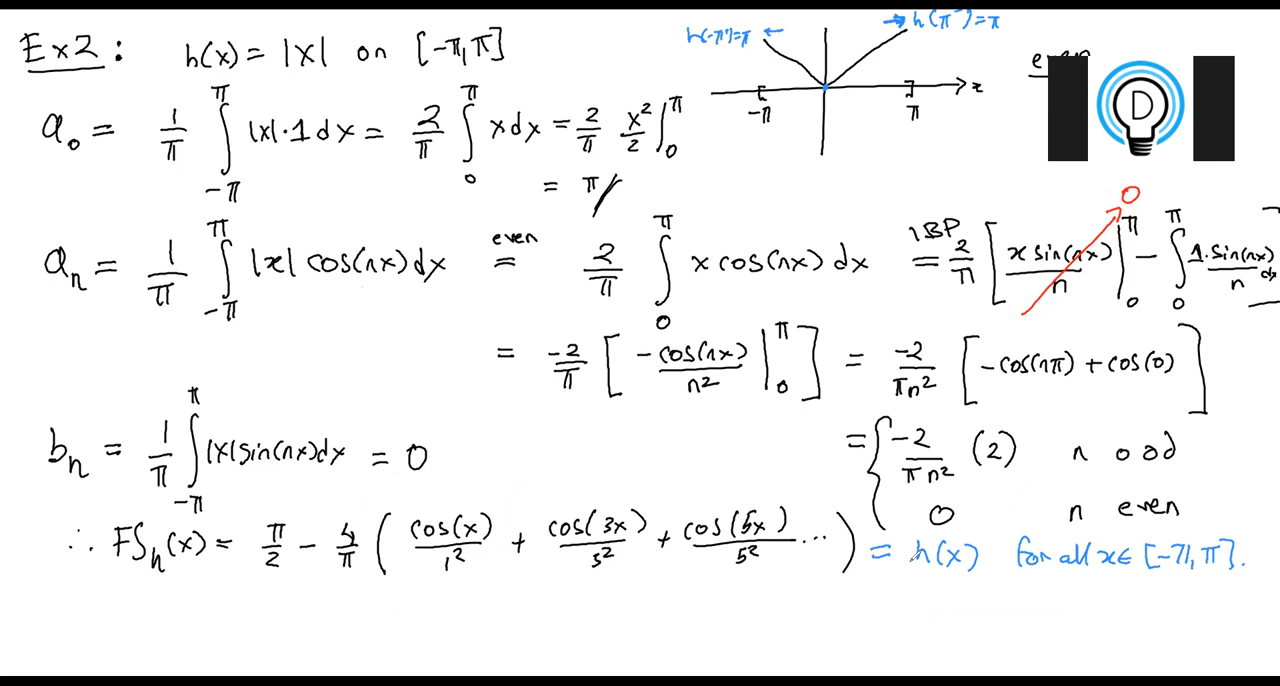 Ex2: h(x) = |x| on [-π, π]
h(-π⁺)=π ← → h(π⁻)=π
-π π x
even
D
a₀ = 1/π ∫_{-π}^{π} |x|·1 dx = 2/π ∫_0^π x dx = 2/π x²/2 |_0^π
= π
aₙ = 1/π ∫_{-π}^{π} |x| cos(nx) dx even = 2/π ∫_0^π x cos(nx) dx IBP = 2/π [ x sin(nx)/n |_0^π - ∫_0^π 1·sin(nx)/n dx ]
0
= -2/π [ -cos(nx)/n² |_0^π ] = -2/πn² [ -cos(nπ) + cos(0) ]
bₙ = 1/π ∫_{-π}^{π} |x| sin(nx) dx = 0
= { -2/πn² (2) n odd
0 n even
∴ FSₕ(x) = π/2 - 4/π ( cos(x)/1² + cos(3x)/3² + cos(5x)/5² ... ) = h(x) for all x ∈ [-π, π].